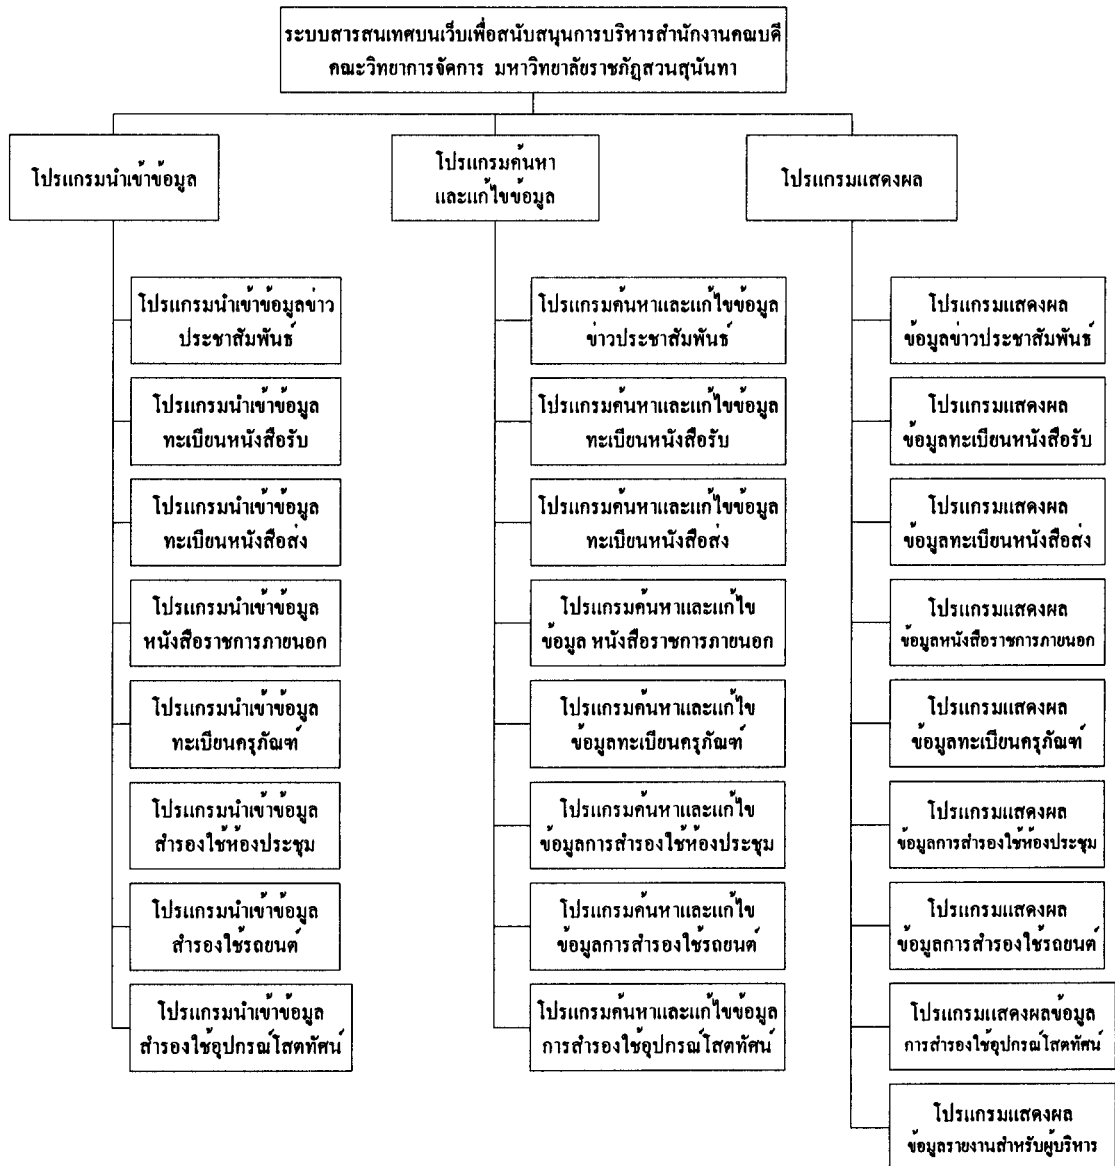 ระบบสารสนเทศบนเว็บเพื่อสนับสนุนการบริหารสำนักงานคณบดี
คณะวิทยาการจัดการ มหาวิทยาลัยราชภัฏสวนสุนันทา
โปรแกรมนำเข้าข้อมูล
โปรแกรมค้นหา
และแก้ไขข้อมูล
โปรแกรมแสดงผล
โปรแกรมนำเข้าข้อมูลข่าว
ประชาสัมพันธ์
โปรแกรมนำเข้าข้อมูล
ทะเบียนหนังสือรับ
โปรแกรมนำเข้าข้อมูล
ทะเบียนหนังสือส่ง
โปรแกรมนำเข้าข้อมูล
หนังสือราชการภายนอก
โปรแกรมนำเข้าข้อมูล
ทะเบียนครุภัณฑ์
โปรแกรมนำเข้าข้อมูล
สำรองใช้ห้องประชุม
โปรแกรมนำเข้าข้อมูล
สำรองใช้รถยนต์
โปรแกรมนำเข้าข้อมูล
สำรองใช้อุปกรณ์โสตทัศน์
โปรแกรมค้นหาและแก้ไขข้อมูล
ข่าวประชาสัมพันธ์
โปรแกรมค้นหาและแก้ไขข้อมูล
ทะเบียนหนังสือรับ
โปรแกรมค้นหาและแก้ไขข้อมูล
ทะเบียนหนังสือส่ง
โปรแกรมค้นหาและแก้ไข
ข้อมูล หนังสือราชการภายนอก
โปรแกรมค้นหาและแก้ไข
ข้อมูลทะเบียนครุภัณฑ์
โปรแกรมค้นหาและแก้ไข
ข้อมูลการสำรองใช้ห้องประชุม
โปรแกรมค้นหาและแก้ไข
ข้อมูลการสำรองใช้รถยนต์
โปรแกรมค้นหาและแก้ไขข้อมูล
การสำรองใช้อุปกรณ์โสตทัศน์
โปรแกรมแสดงผล
ข้อมูลข่าวประชาสัมพันธ์
โปรแกรมแสดงผล
ข้อมูลทะเบียนหนังสือรับ
โปรแกรมแสดงผล
ข้อมูลทะเบียนหนังสือส่ง
โปรแกรมแสดงผล
ข้อมูลหนังสือราชการภายนอก
โปรแกรมแสดงผล
ข้อมูลทะเบียนครุภัณฑ์
โปรแกรมแสดงผล
ข้อมูลการสำรองใช้ห้องประชุม
โปรแกรมแสดงผล
ข้อมูลการสำรองใช้รถยนต์
โปรแกรมแสดงผลข้อมูล
การสำรองใช้อุปกรณ์โสตทัศน์
โปรแกรมแสดงผล
ข้อมูลรายงานสำหรับผู้บริหาร